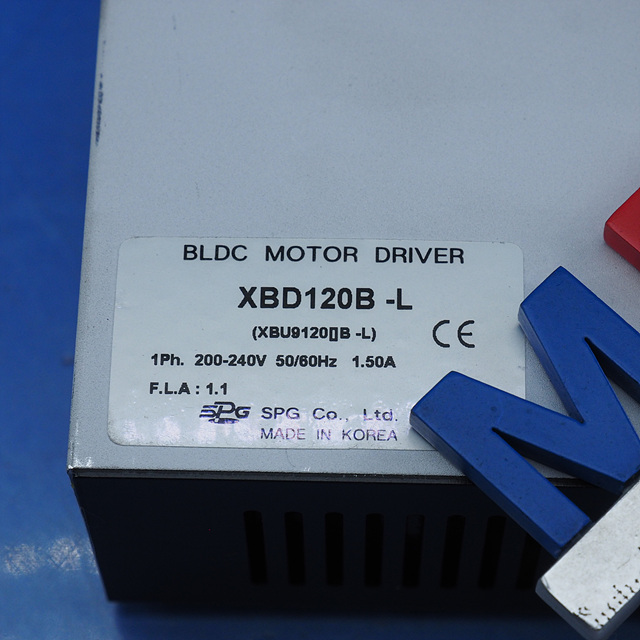 BLDC MOTOR DRIVER
XBD120B -L
(XBU9120▯B -L)
CE
1Ph. 200-240V 50/60Hz 1.50A
F.L.A : 1.1
SPG SPG Co., Ltd.
MADE IN KOREA
M